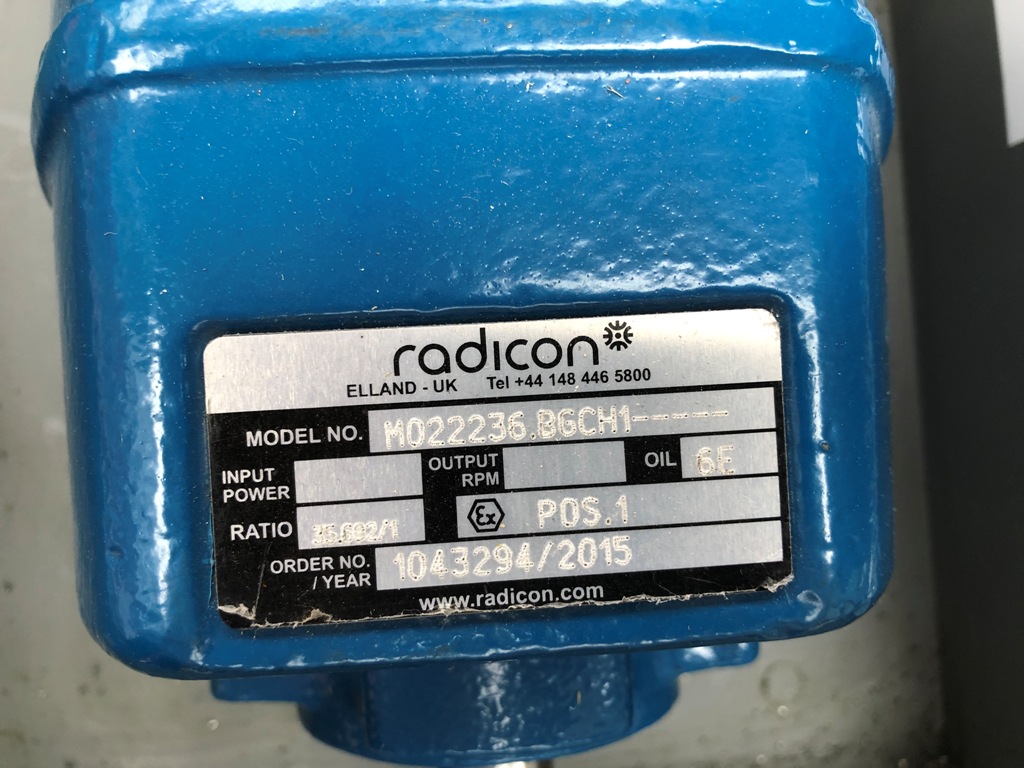 radicon
ELLAND - UK Tel +44 148 446 5800
MODEL NO. M022236.BGCH1-----
INPUT POWER OUTPUT RPM OIL 6E
RATIO Ex POS.1
ORDER NO. / YEAR 1043294/2015
www.radicon.com